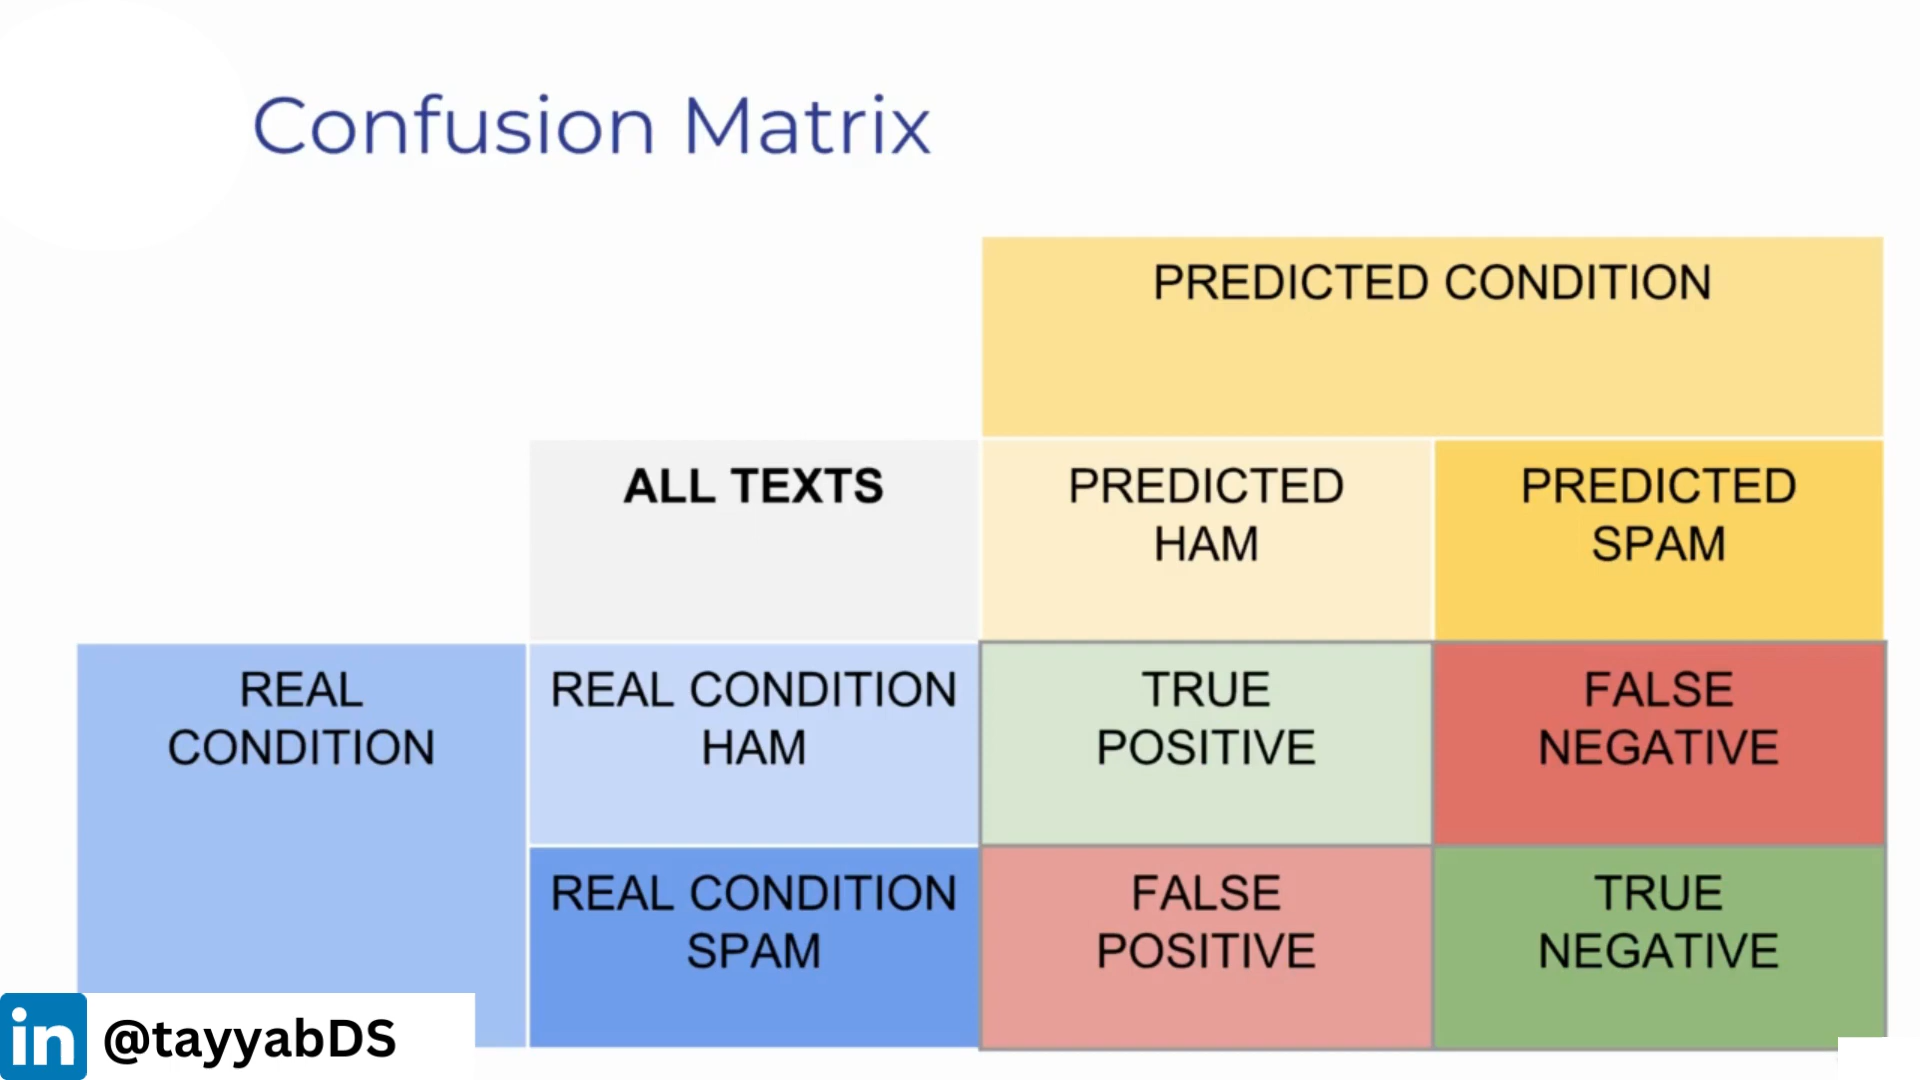 Confusion Matrix
PREDICTED CONDITION
ALL TEXTS
PREDICTED
HAM
PREDICTED
SPAM
REAL
CONDITION
REAL CONDITION
HAM
TRUE
POSITIVE
FALSE
NEGATIVE
REAL CONDITION
SPAM
FALSE
POSITIVE
TRUE
NEGATIVE
in @tayyabDS